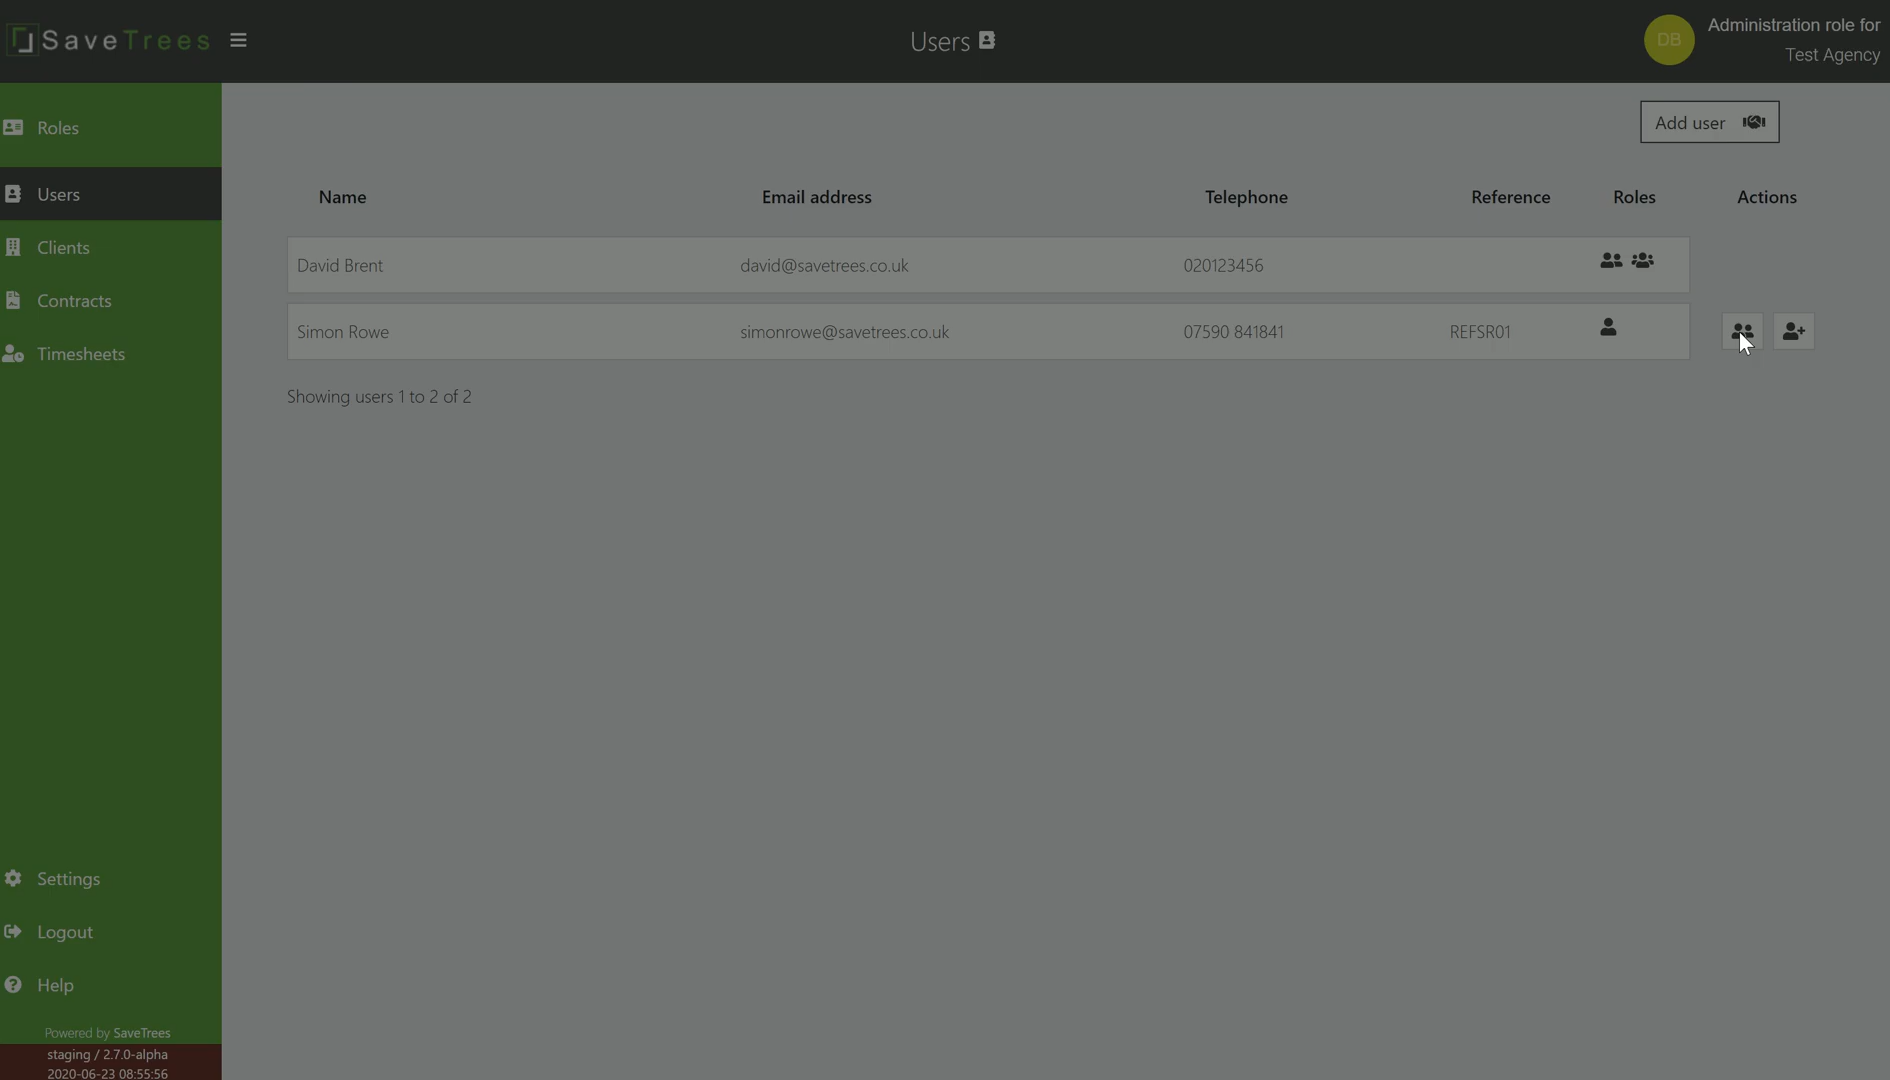 SaveTrees
Users
DB
Administration role for
Test Agency
Roles
Users
Clients
Contracts
Timesheets
Settings
Logout
Help
Powered by SaveTrees
staging / 2.7.0-alpha
2020-06-23 08:55:56
Add user
Name Email address Telephone Reference Roles Actions
David Brent david@savetrees.co.uk 020123456
Simon Rowe simonrowe@savetrees.co.uk 07590 841841 REFSR01
Showing users 1 to 2 of 2